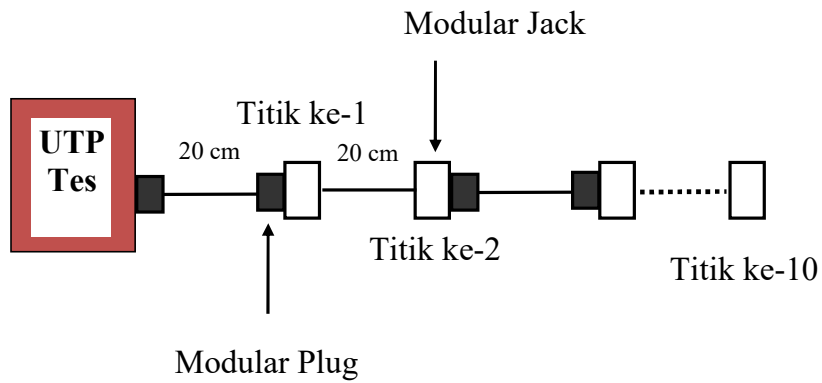 Modular Jack
Titik ke-1
UTP
Tes
20 cm
20 cm
Titik ke-2
Titik ke-10
Modular Plug